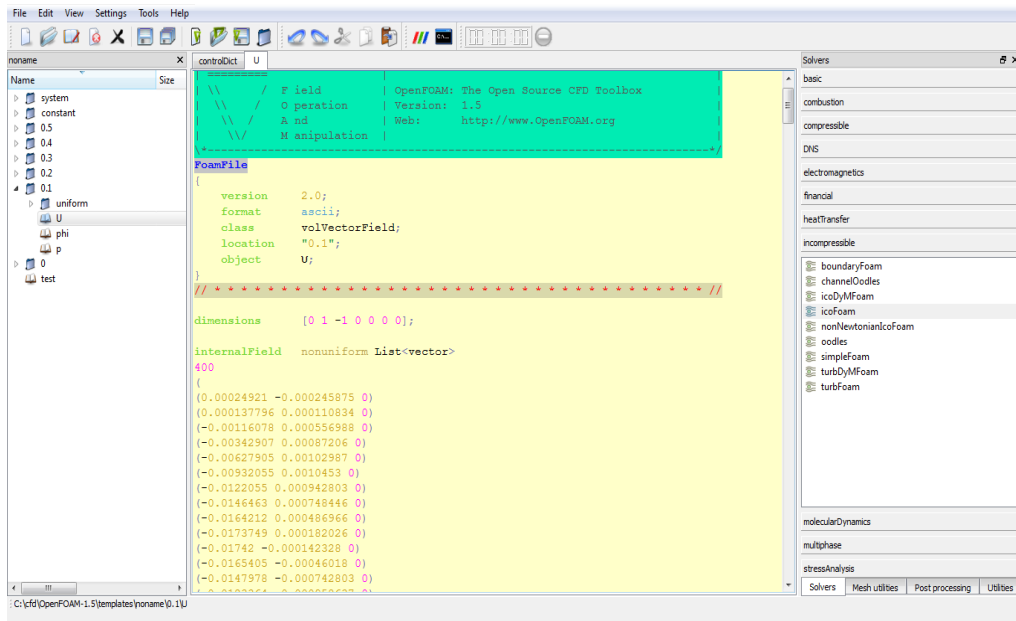 File Edit View Settings Tools Help
noname x
Name Size
system
constant
0.5
0.4
0.3
0.2
0.1
uniform
U
phi
p
0
test
controlDict U
| ========= | |
| \\ / F ield | OpenFOAM: The Open Source CFD Toolbox |
| \\ / O peration | Version: 1.5 |
| \\ / A nd | Web: http://www.OpenFOAM.org |
| \\/ M anipulation | |
\*---------------------------------------------------------------------------*/
FoamFile
{
version 2.0;
format ascii;
class volVectorField;
location "0.1";
object U;
}
// * * * * * * * * * * * * * * * * * * * * * * * * * * * * * * * * * * * * * //
dimensions [0 1 -1 0 0 0 0];
internalField nonuniform List<vector>
400
(
(0.00024921 -0.000245875 0)
(0.000137796 0.000110834 0)
(-0.00116078 0.000556988 0)
(-0.00342907 0.00087206 0)
(-0.00627905 0.00102987 0)
(-0.00932055 0.0010453 0)
(-0.0122055 0.000942803 0)
(-0.0146463 0.000748446 0)
(-0.0164212 0.000486966 0)
(-0.0173749 0.000182026 0)
(-0.01742 -0.000142328 0)
(-0.0165405 -0.00046018 0)
(-0.0147978 -0.000742803 0)
Solvers
basic
combustion
compressible
DNS
electromagnetics
financial
heatTransfer
incompressible
boundaryFoam
channelOodles
icoDyMFoam
icoFoam
nonNewtonianIcoFoam
oodles
simpleFoam
turbDyMFoam
turbFoam
molecularDynamics
multiphase
stressAnalysis
Solvers Mesh utilities Post processing Utilities
C:\cfd\OpenFOAM-1.5\templates\noname\0.1\U